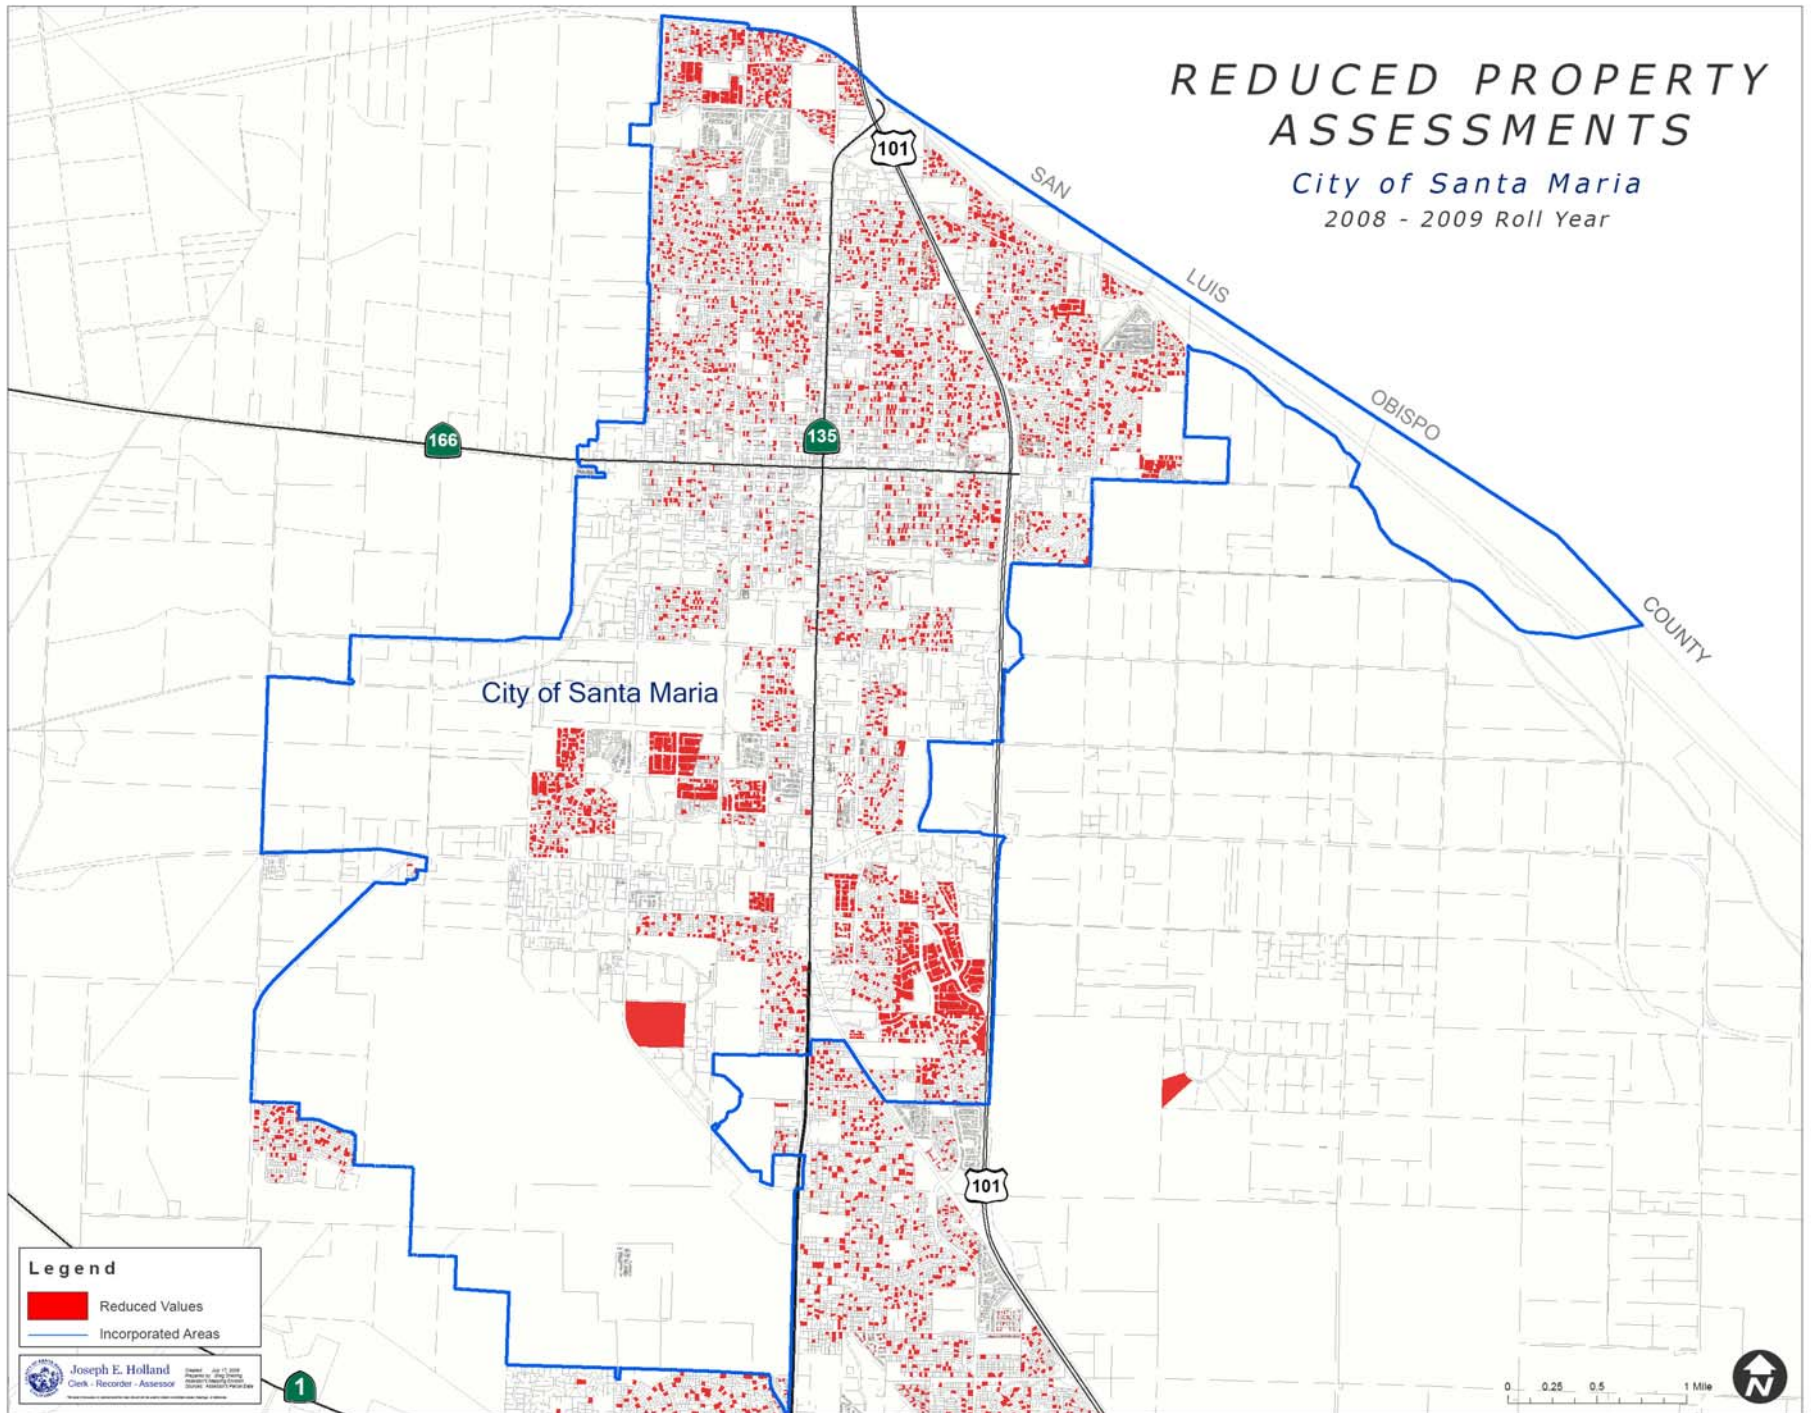 REDUCED PROPERTY
ASSESSMENTS
City of Santa Maria
2008 - 2009 Roll Year
101
SAN
LUIS
OBISPO
COUNTY
166
135
City of Santa Maria
101
Legend
Reduced Values
Incorporated Areas
Joseph E. Holland
Clerk - Recorder - Assessor
1
0 0.25 0.5 1 Mile
N